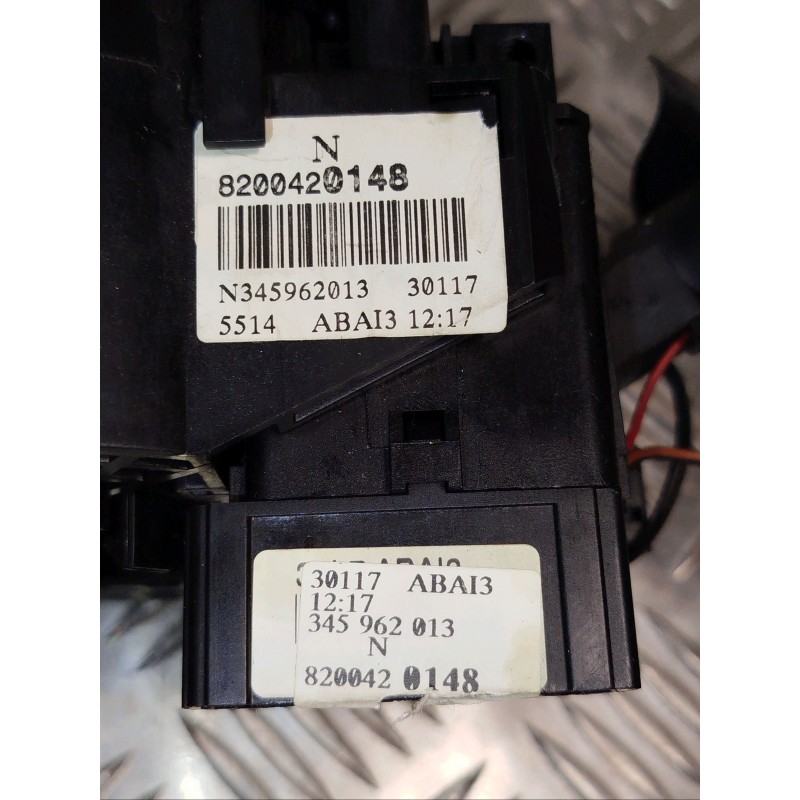 N
8200420148
N345962013 30117
5514 ABAI3 12:17
30117 ABAI3
12:17
345 962 013
N
820042 0148